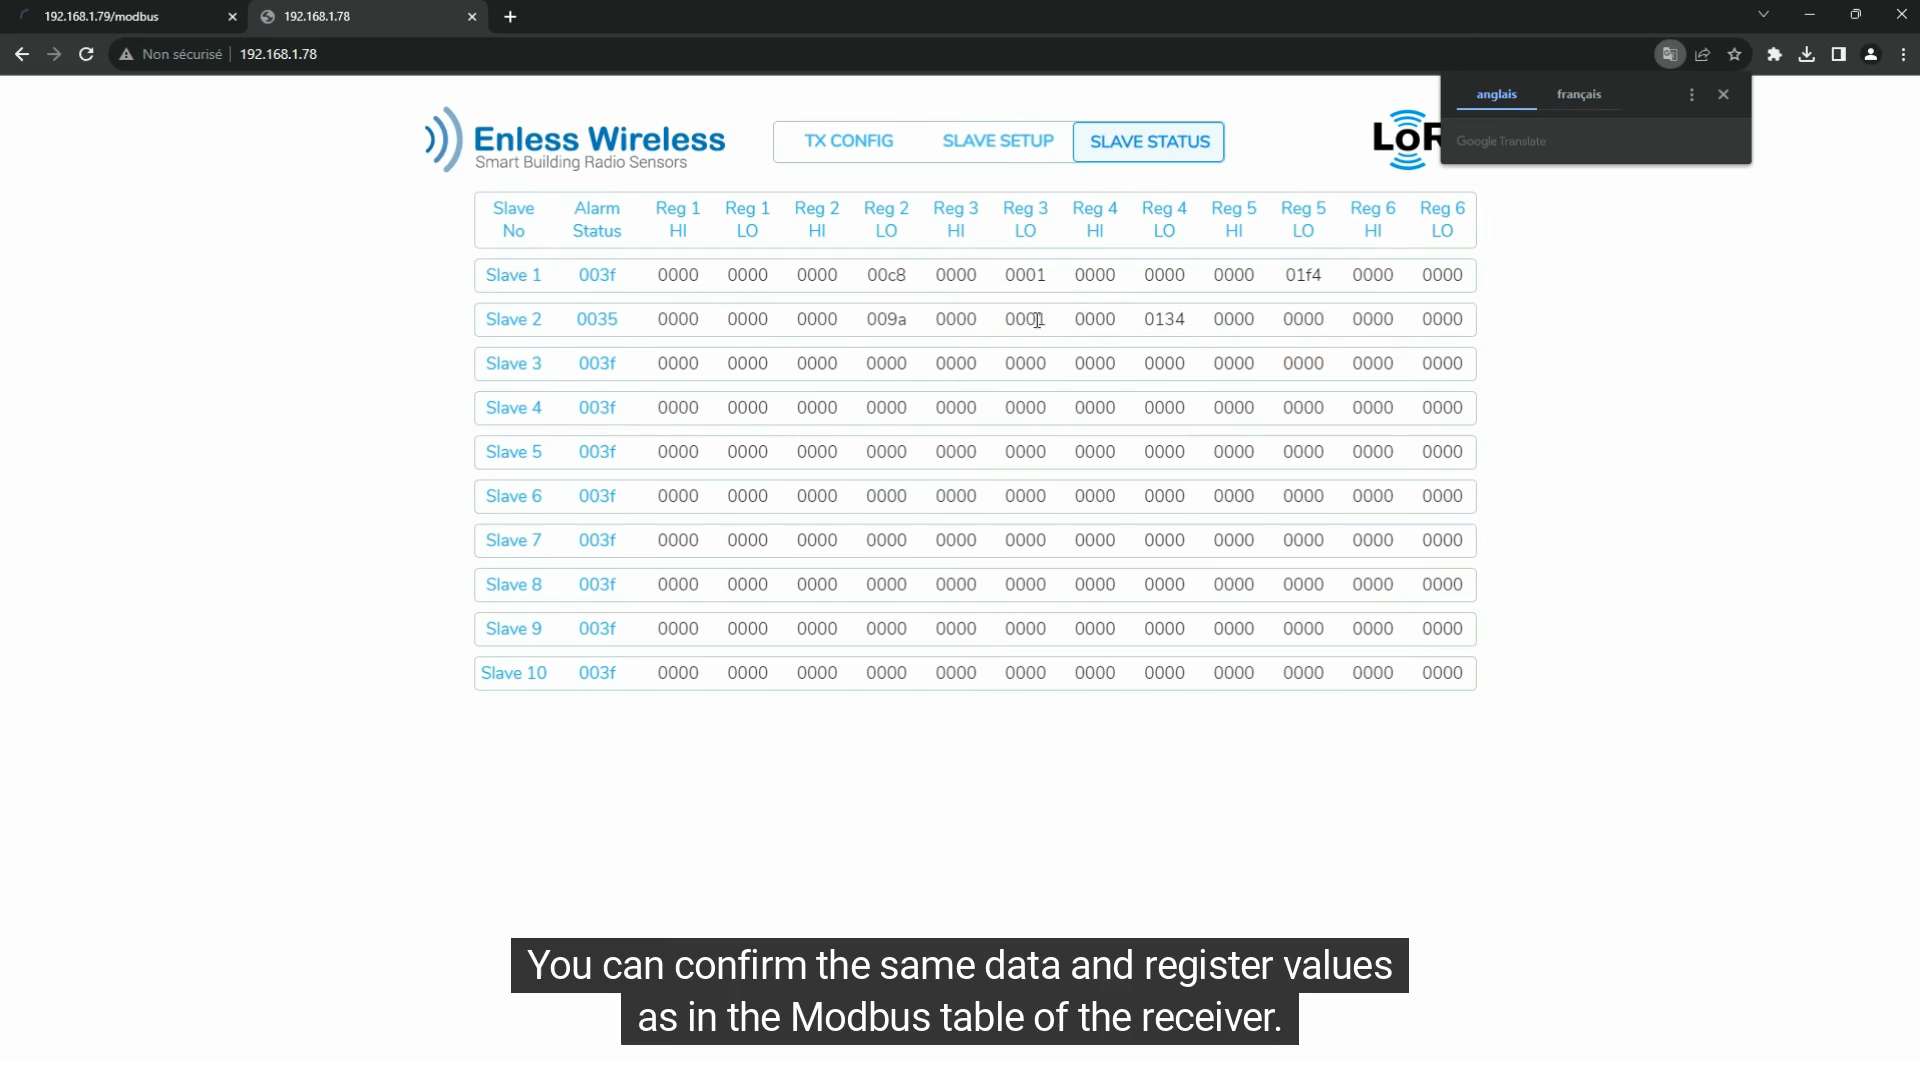 192.168.1.79/modbus
192.168.1.78
Non sécurisé
192.168.1.78
anglais français
Google Translate
Enless Wireless
Smart Building Radio Sensors
TX CONFIG SLAVE SETUP SLAVE STATUS
LoR
Slave Alarm Reg 1 Reg 1 Reg 2 Reg 2 Reg 3 Reg 3 Reg 4 Reg 4 Reg 5 Reg 5 Reg 6 Reg 6
No Status HI LO HI LO HI LO HI LO HI LO HI LO
Slave 1 003f 0000 0000 0000 00c8 0000 0001 0000 0000 0000 01f4 0000 0000
Slave 2 0035 0000 0000 0000 009a 0000 0001 0000 0134 0000 0000 0000 0000
Slave 3 003f 0000 0000 0000 0000 0000 0000 0000 0000 0000 0000 0000 0000
Slave 4 003f 0000 0000 0000 0000 0000 0000 0000 0000 0000 0000 0000 0000
Slave 5 003f 0000 0000 0000 0000 0000 0000 0000 0000 0000 0000 0000 0000
Slave 6 003f 0000 0000 0000 0000 0000 0000 0000 0000 0000 0000 0000 0000
Slave 7 003f 0000 0000 0000 0000 0000 0000 0000 0000 0000 0000 0000 0000
Slave 8 003f 0000 0000 0000 0000 0000 0000 0000 0000 0000 0000 0000 0000
Slave 9 003f 0000 0000 0000 0000 0000 0000 0000 0000 0000 0000 0000 0000
Slave 10 003f 0000 0000 0000 0000 0000 0000 0000 0000 0000 0000 0000 0000
You can confirm the same data and register values
as in the Modbus table of the receiver.